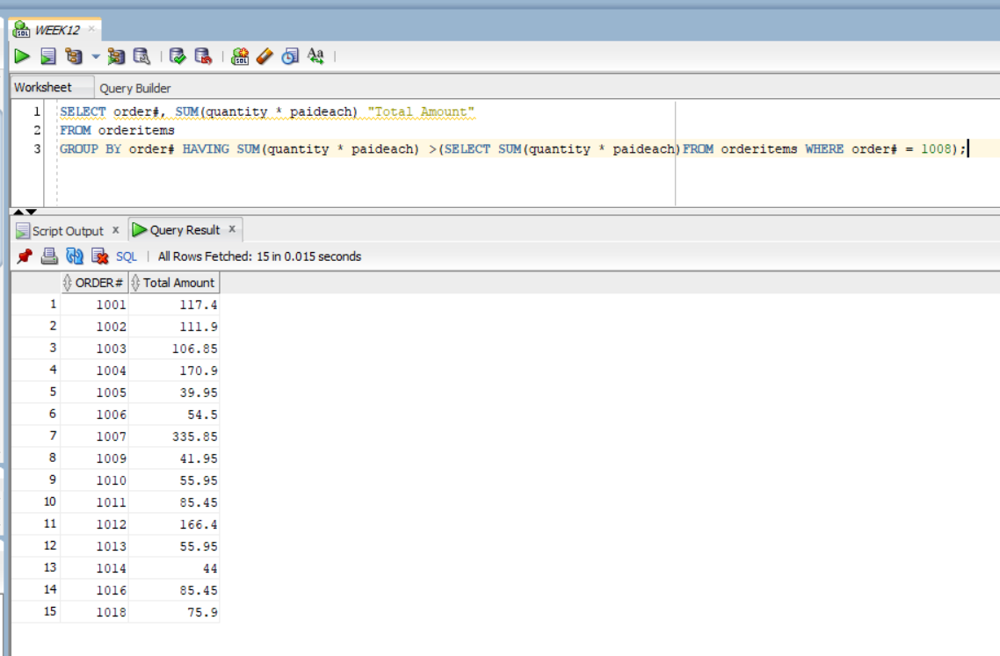 WEEK12
Worksheet Query Builder
1 SELECT order#, SUM(quantity * paideach) "Total Amount"
2 FROM orderitems
3 GROUP BY order# HAVING SUM(quantity * paideach) >(SELECT SUM(quantity * paideach)FROM orderitems WHERE order# = 1008);
Script Output x Query Result x
SQL | All Rows Fetched: 15 in 0.015 seconds
ORDER# Total Amount
1 1001 117.4
2 1002 111.9
3 1003 106.85
4 1004 170.9
5 1005 39.95
6 1006 54.5
7 1007 335.85
8 1009 41.95
9 1010 55.95
10 1011 85.45
11 1012 166.4
12 1013 55.95
13 1014 44
14 1016 85.45
15 1018 75.9